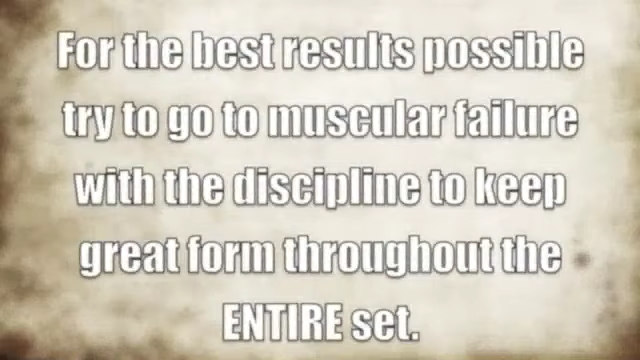 For the best results possible
try to go to muscular failure
with the discipline to keep
great form throughout the
ENTIRE set.